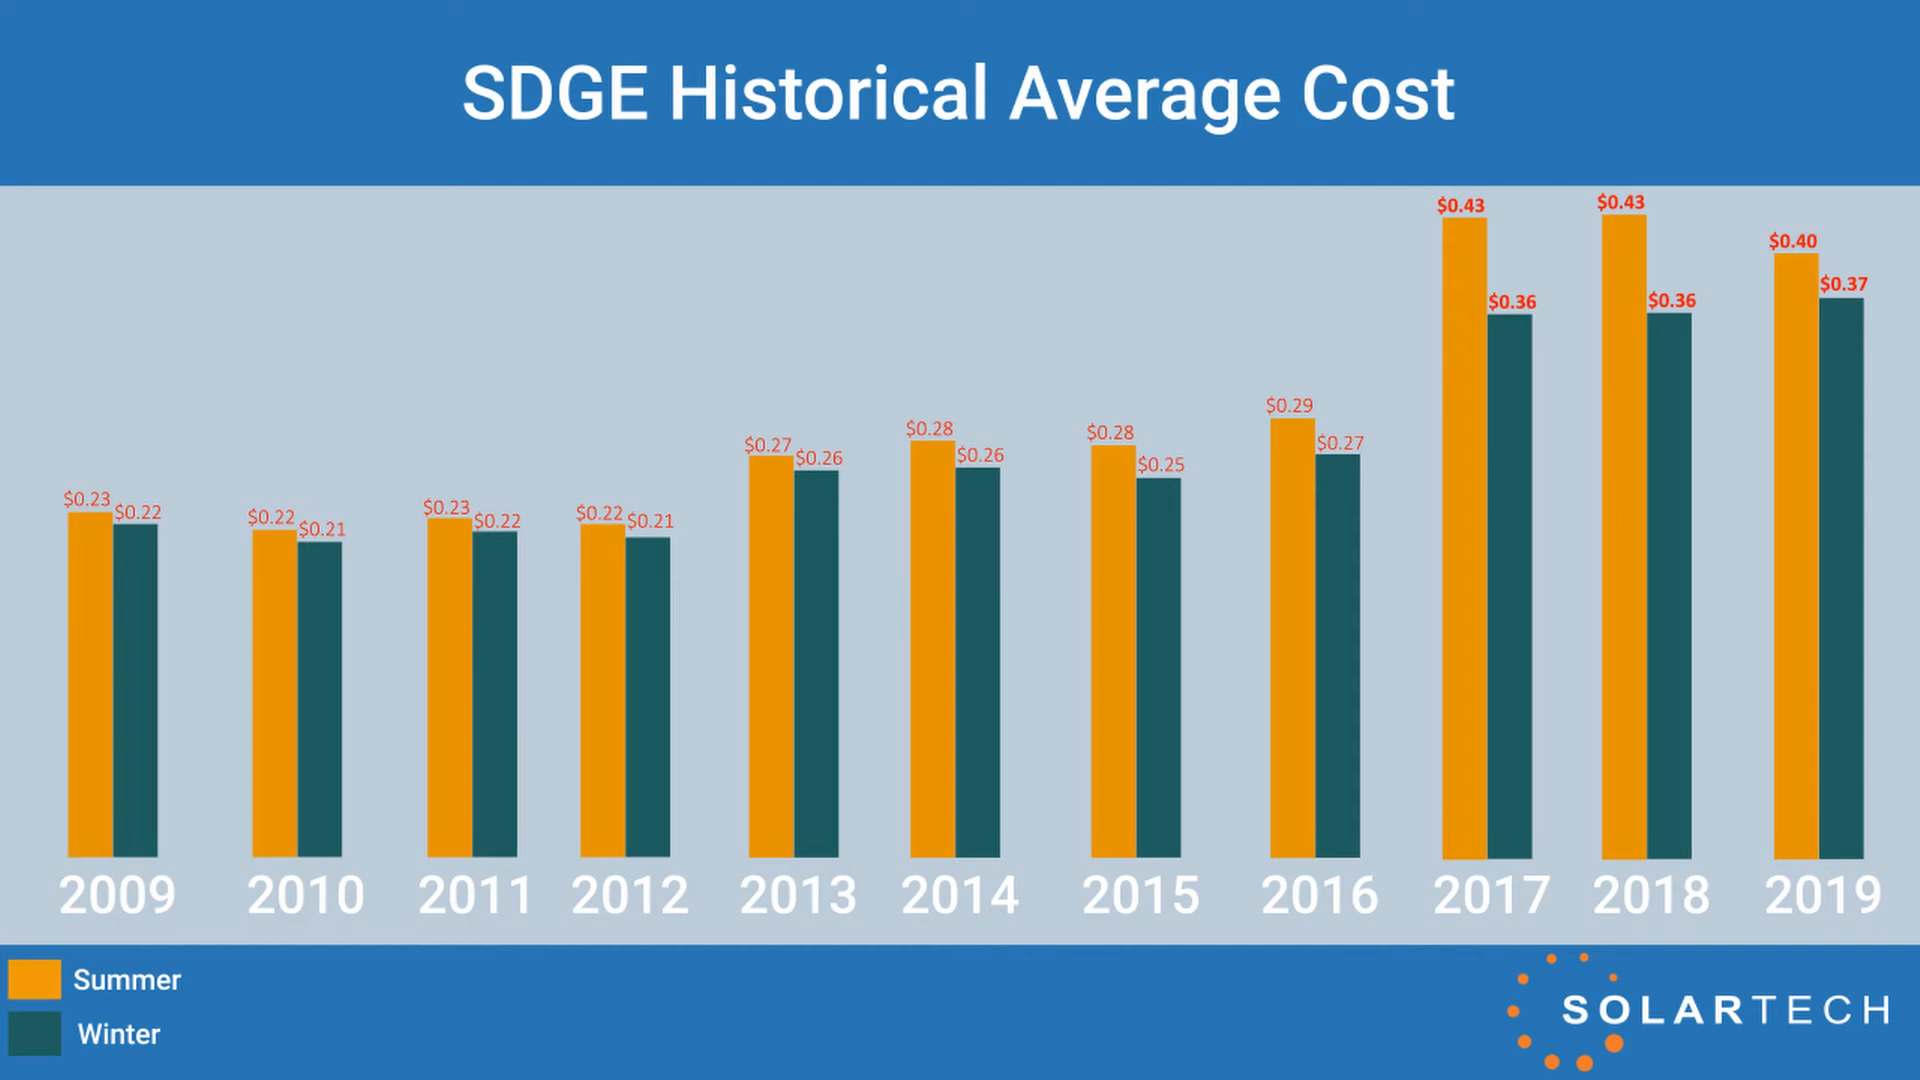 SDGE Historical Average Cost
$0.23 $0.22
$0.22 $0.21
$0.23 $0.22
$0.22 $0.21
$0.27 $0.26
$0.28 $0.26
$0.28 $0.25
$0.29 $0.27
$0.43 $0.36
$0.43 $0.36
$0.40 $0.37
2009 2010 2011 2012 2013 2014 2015 2016 2017 2018 2019
Summer
Winter
SOLARTECH